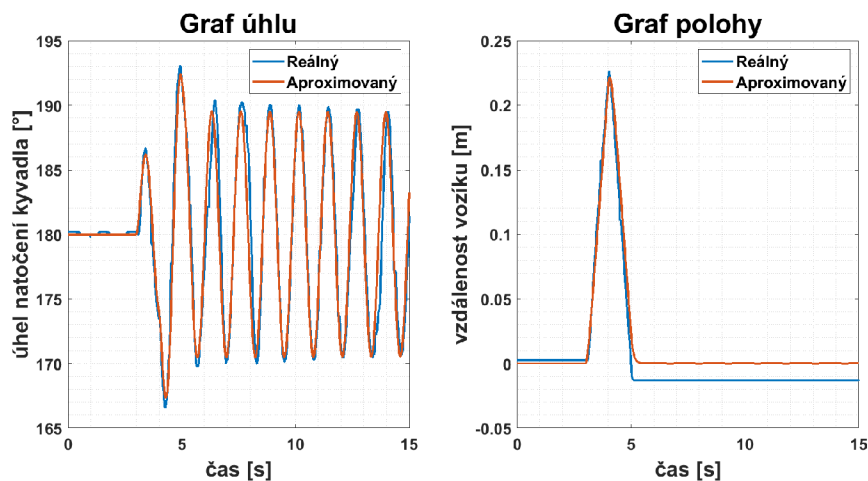 Graf úhlu
úhel natočení kyvadla [°]
195
190
185
180
175
170
165
Reálný
Aproximovaný
0
5
10
15
čas [s]
Graf polohy
vzdálenost vozíku [m]
0.25
0.2
0.15
0.1
0.05
0
-0.05
Reálný
Aproximovaný
0
5
10
15
čas [s]